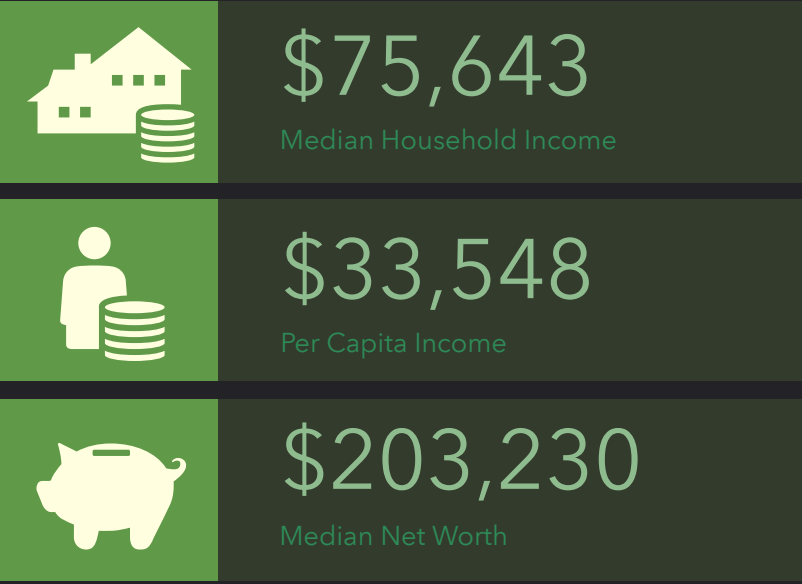 $75,643
Median Household Income
$33,548
Per Capita Income
$203,230
Median Net Worth